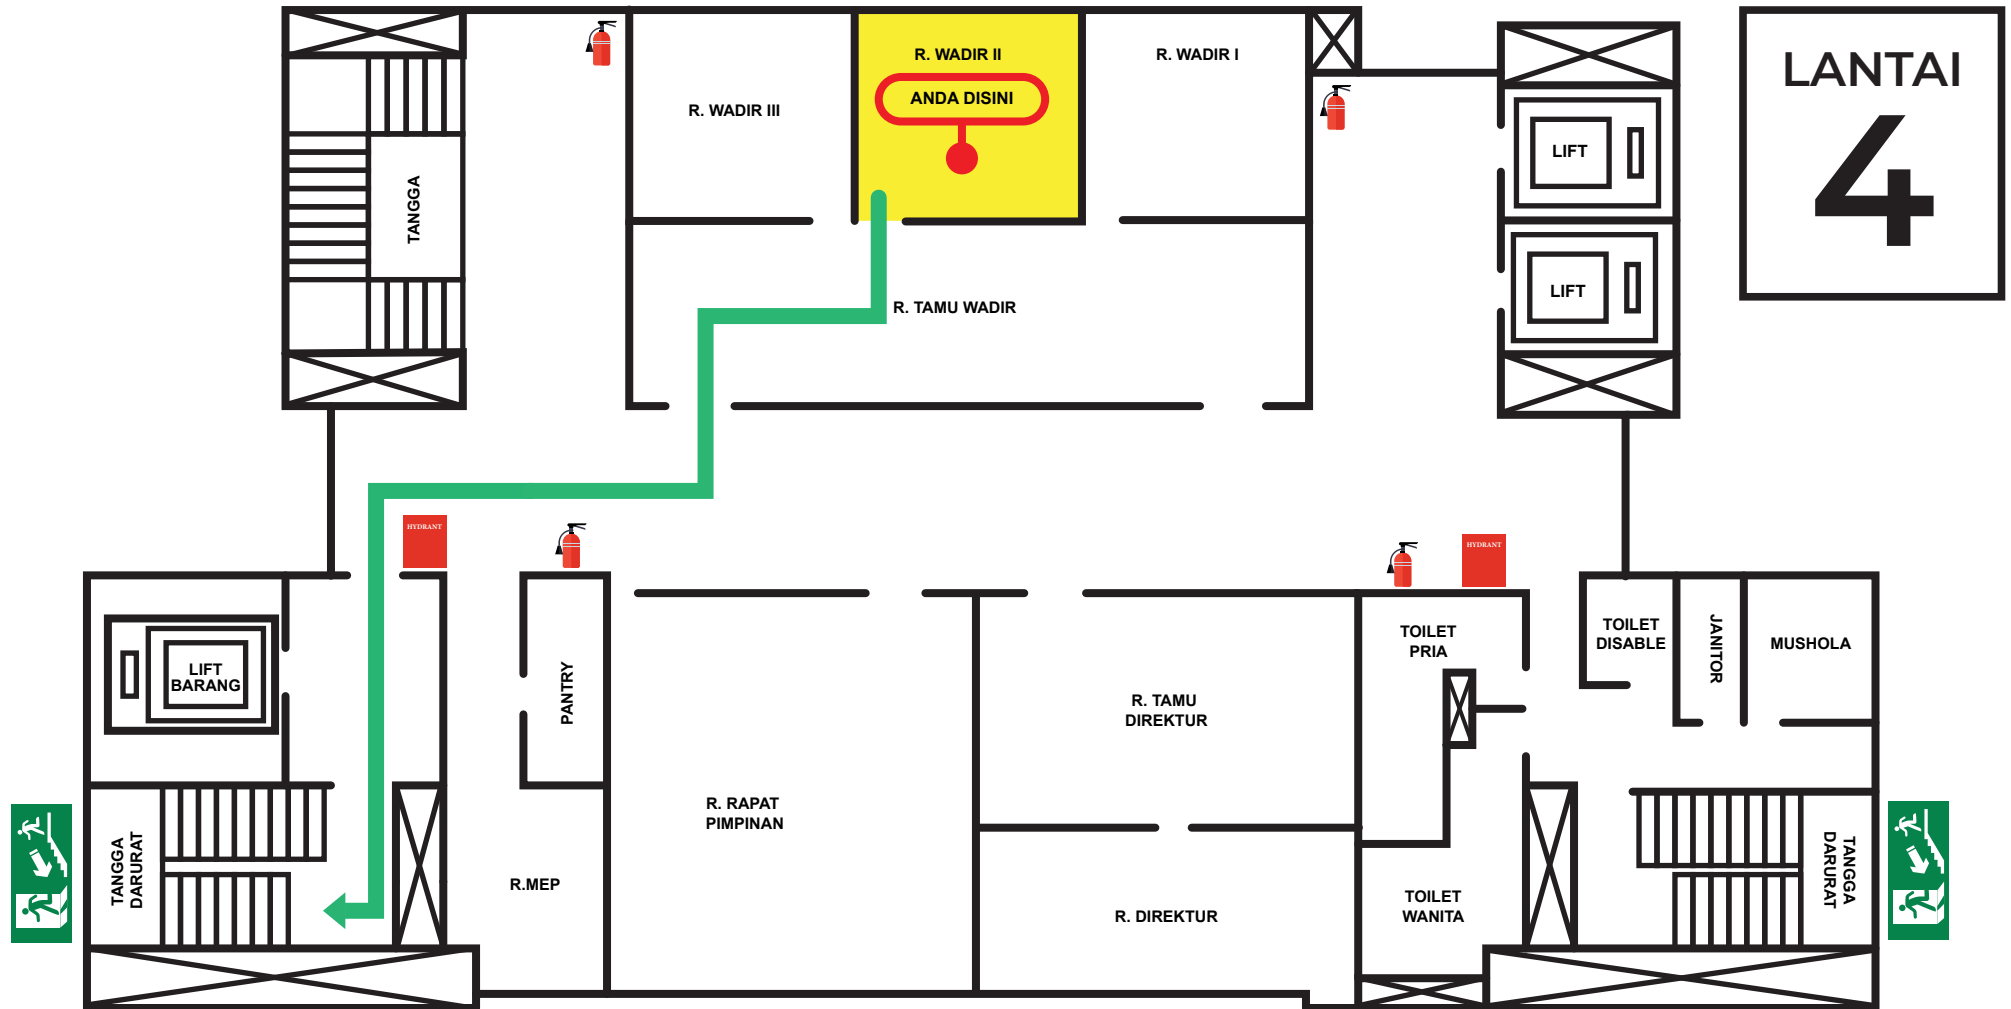 LANTAI
4
R. WADIR II
R. WADIR I
ANDA DISINI
R. WADIR III
LIFT
TANGGA
LIFT
R. TAMU WADIR
HYDRANT
HYDRANT
TOILET
PRIA
TOILET
DISABLE
JANITOR
MUSHOLA
LIFT
BARANG
PANTRY
R. TAMU
DIREKTUR
R. RAPAT
PIMPINAN
TANGGA
DARURAT
R.MEP
R. DIREKTUR
TOILET
WANITA
TANGGA
DARURAT